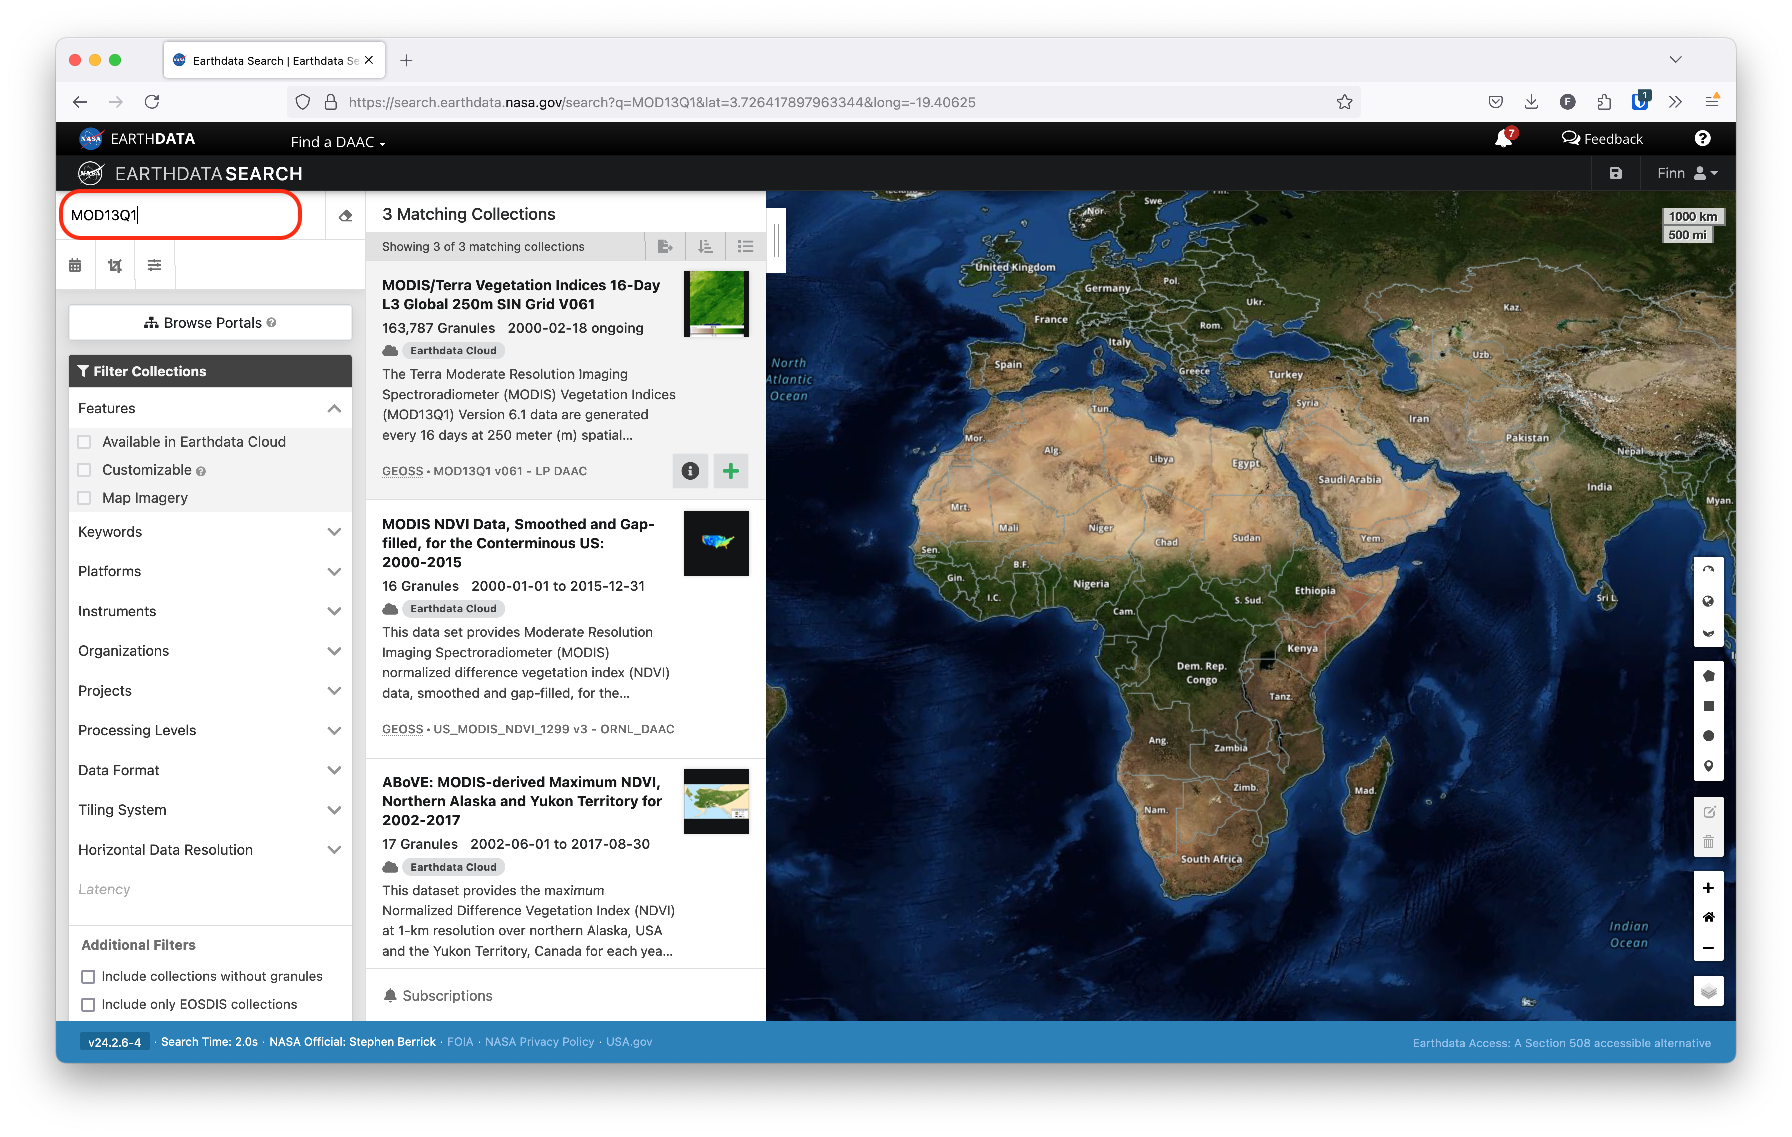 Earthdata Search | Earthdata Se
https://search.earthdata.nasa.gov/search?q=MOD13Q1&lat=3.726417897963344&long=-19.40625
F
1
NASA
EARTHDATA
Find a DAAC
7
Feedback
EARTHDATA SEARCH
Finn
MOD13Q1
Browse Portals
Filter Collections
Features
Available in Earthdata Cloud
Customizable
Map Imagery
Keywords
Platforms
Instruments
Organizations
Projects
Processing Levels
Data Format
Tiling System
Horizontal Data Resolution
Latency
Additional Filters
Include collections without granules
Include only EOSDIS collections
3 Matching Collections
Showing 3 of 3 matching collections
MODIS/Terra Vegetation Indices 16-Day
L3 Global 250m SIN Grid V061
163,787 Granules 2000-02-18 ongoing
Earthdata Cloud
The Terra Moderate Resolution Imaging
Spectroradiometer (MODIS) Vegetation Indices
(MOD13Q1) Version 6.1 data are generated
every 16 days at 250 meter (m) spatial...
GEOSS • MOD13Q1 v061 - LP DAAC
MODIS NDVI Data, Smoothed and Gap-
filled, for the Conterminous US:
2000-2015
16 Granules 2000-01-01 to 2015-12-31
Earthdata Cloud
This data set provides Moderate Resolution
Imaging Spectroradiometer (MODIS)
normalized difference vegetation index (NDVI)
data, smoothed and gap-filled, for the...
GEOSS • US_MODIS_NDVI_1299 v3 - ORNL_DAAC
ABoVE: MODIS-derived Maximum NDVI,
Northern Alaska and Yukon Territory for
2002-2017
17 Granules 2002-06-01 to 2017-08-30
Earthdata Cloud
This dataset provides the maximum
Normalized Difference Vegetation Index (NDVI)
at 1-km resolution over northern Alaska, USA
and the Yukon Territory, Canada for each yea...
Subscriptions
1000 km
500 mi
Swe.
Nor.
Fin.
United Kingdom
Germany
Pol.
Ukr.
Kaz.
France
Rom.
Italy
Uzb.
North
Atlantic
Ocean
Spain
Greece
Turkey
Tun.
Syria
Iran
Mor.
Pakistan
Alg.
Libya
Egypt
Nepal
Saudi Arabia
India
Myan.
Mrt.
Mali
Niger
Chad
Sudan
Yem.
Sen.
B.F.
Gin.
Nigeria
Ethiopia
I.C.
Cam.
S. Sud.
Sri L.
Kenya
Dem. Rep.
Congo
Tanz.
Ang.
Zambia
Zimb.
Mad.
Nam.
South Africa
Indian
Ocean
v24.2.6-4 · Search Time: 2.0s · NASA Official: Stephen Berrick · FOIA · NASA Privacy Policy · USA.gov
Earthdata Access: A Section 508 accessible alternative